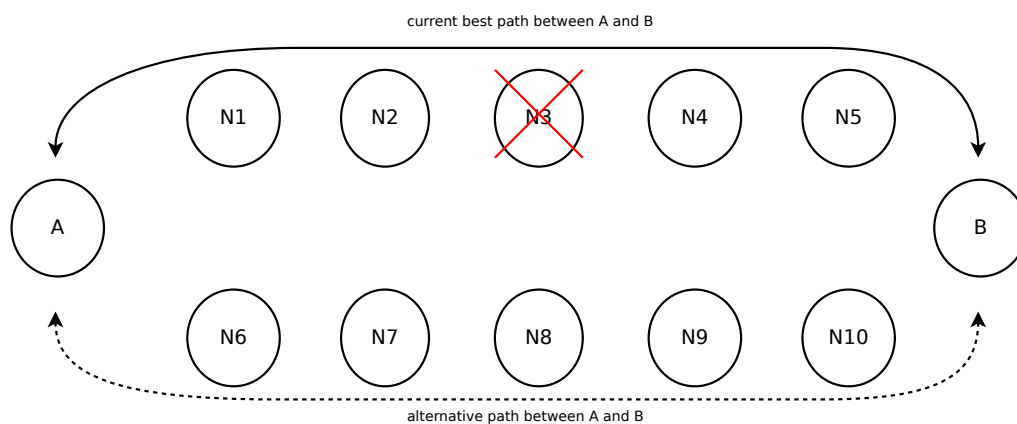 current best path between A and B
N1 N2 N3 N4 N5
A B
N6 N7 N8 N9 N10
alternative path between A and B